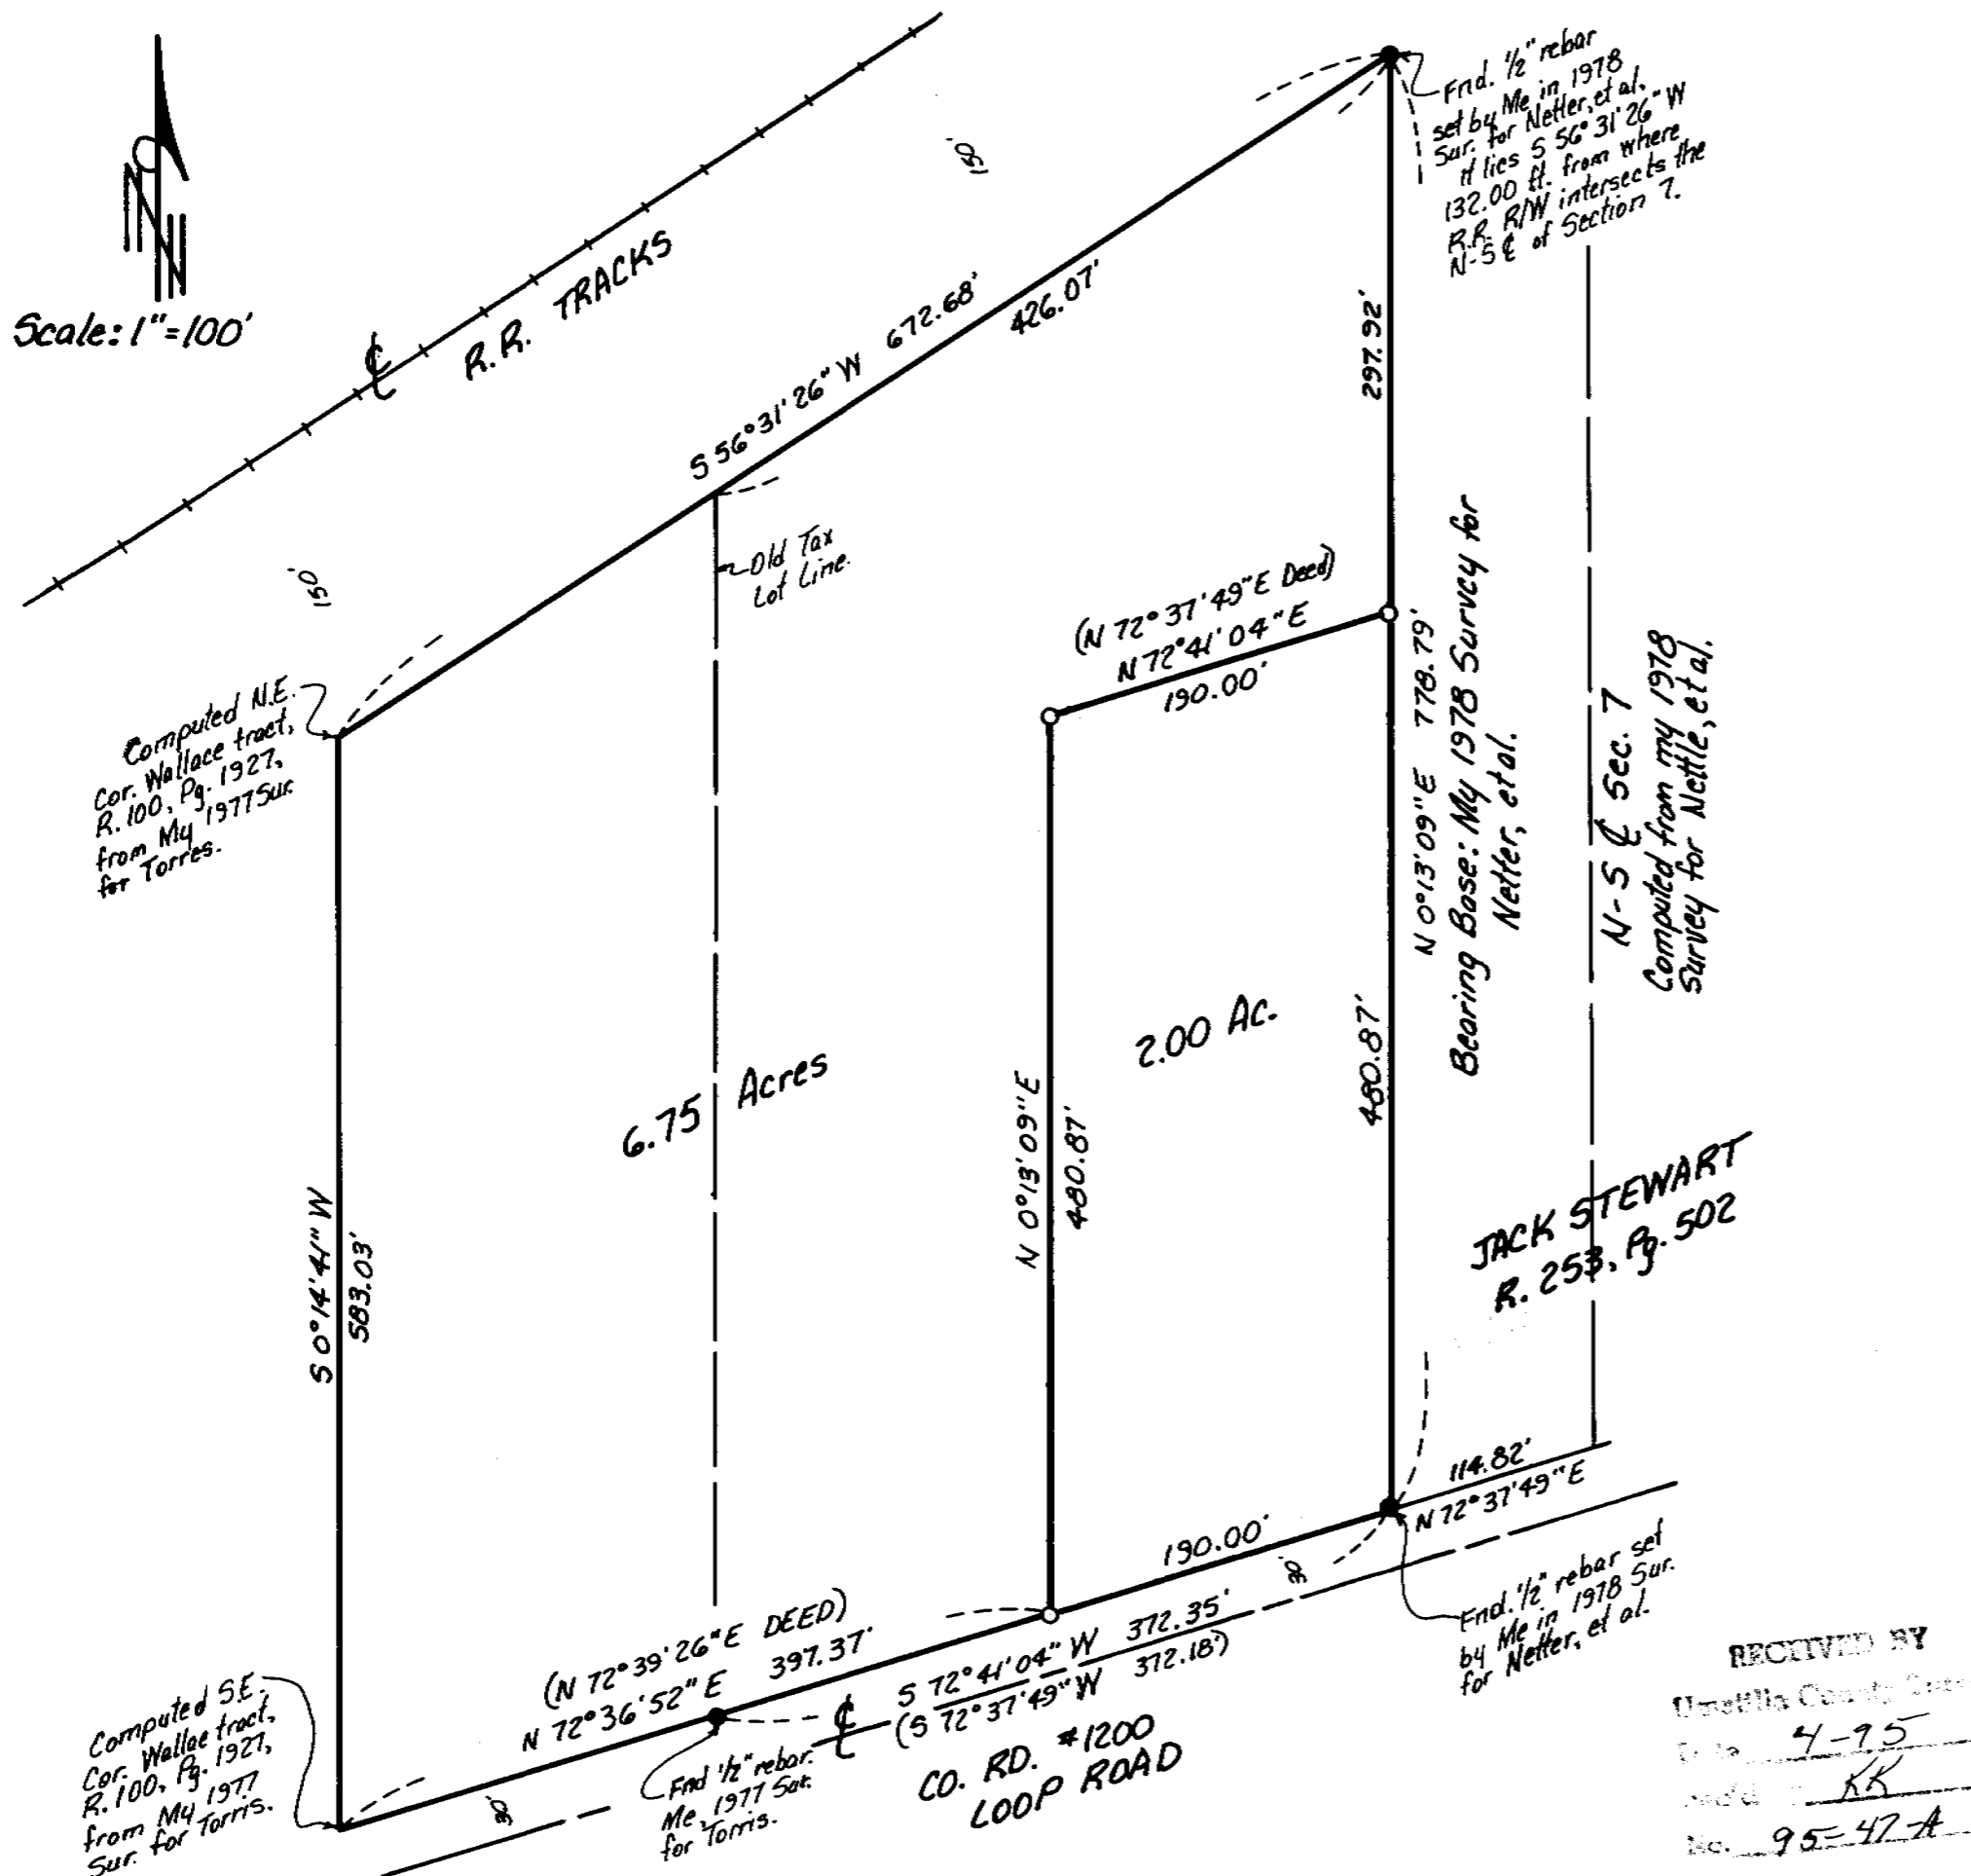 Scale: 1"=100'
℄
R.R. TRACKS
150'
150'
Fnd. ½" rebar
set by Me in 1978
Sur. for Netter, et al.
it lies S 56° 31' 26" W
132.00 ft. from where
R.R. R/W intersects the
N-S ℄ of Section 7.
S 56° 31' 26" W 672.68'
426.07'
297.92'
Old Tax
Lot Line.
(N 72° 37' 49" E Deed)
N 72° 41' 04" E
190.00'
Computed N.E.
Cor. Wallace tract,
R. 100, Pg. 1927,
from My 1977 Sur.
for Torres.
N 0° 13' 09" E 778.79'
Bearing Base: My 1978 Survey for
Netter, et al.
N-S ℄ Sec. 7
Computed from my 1978
Survey for Nettle, et al.
6.75 Acres
2.00 Ac.
S 0° 14' 41" W
583.03'
N 0° 13' 09" E
480.87'
480.87'
JACK STEWART
R. 253, Pg. 502
114.82'
N 72° 37' 49" E
190.00'
30'
(N 72° 39' 26" E DEED)
N 72° 36' 52" E 397.37'
S 72° 41' 04" W 372.35'
(S 72° 37' 49" W 372.18')
℄
CO. RD. #1200
LOOP ROAD
30'
Fnd. ½" rebar set
by Me in 1978 Sur.
for Netter, et al.
Fnd ½" rebar.
Me, 1977 Sur.
for Torris.
Computed S.E.
Cor. Wallae tract,
R. 100, Pg. 1927,
from My 1977
Sur. for Torris.
RECEIVED BY
Umatilla County
4-95
KK
No. 95-47-A